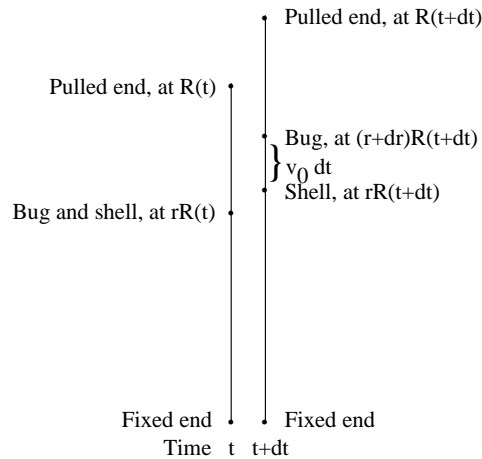 Pulled end, at R(t+dt)
Pulled end, at R(t)
Bug, at (r+dr)R(t+dt)
} v₀ dt
Shell, at rR(t+dt)
Bug and shell, at rR(t)
Fixed end Fixed end
Time t t+dt